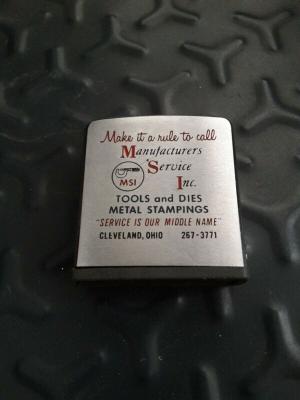 Make it a rule to call
Manufacturers
Service
MSI
Inc.
TOOLS and DIES
METAL STAMPINGS
"SERVICE IS OUR MIDDLE NAME"
CLEVELAND, OHIO 267-3771